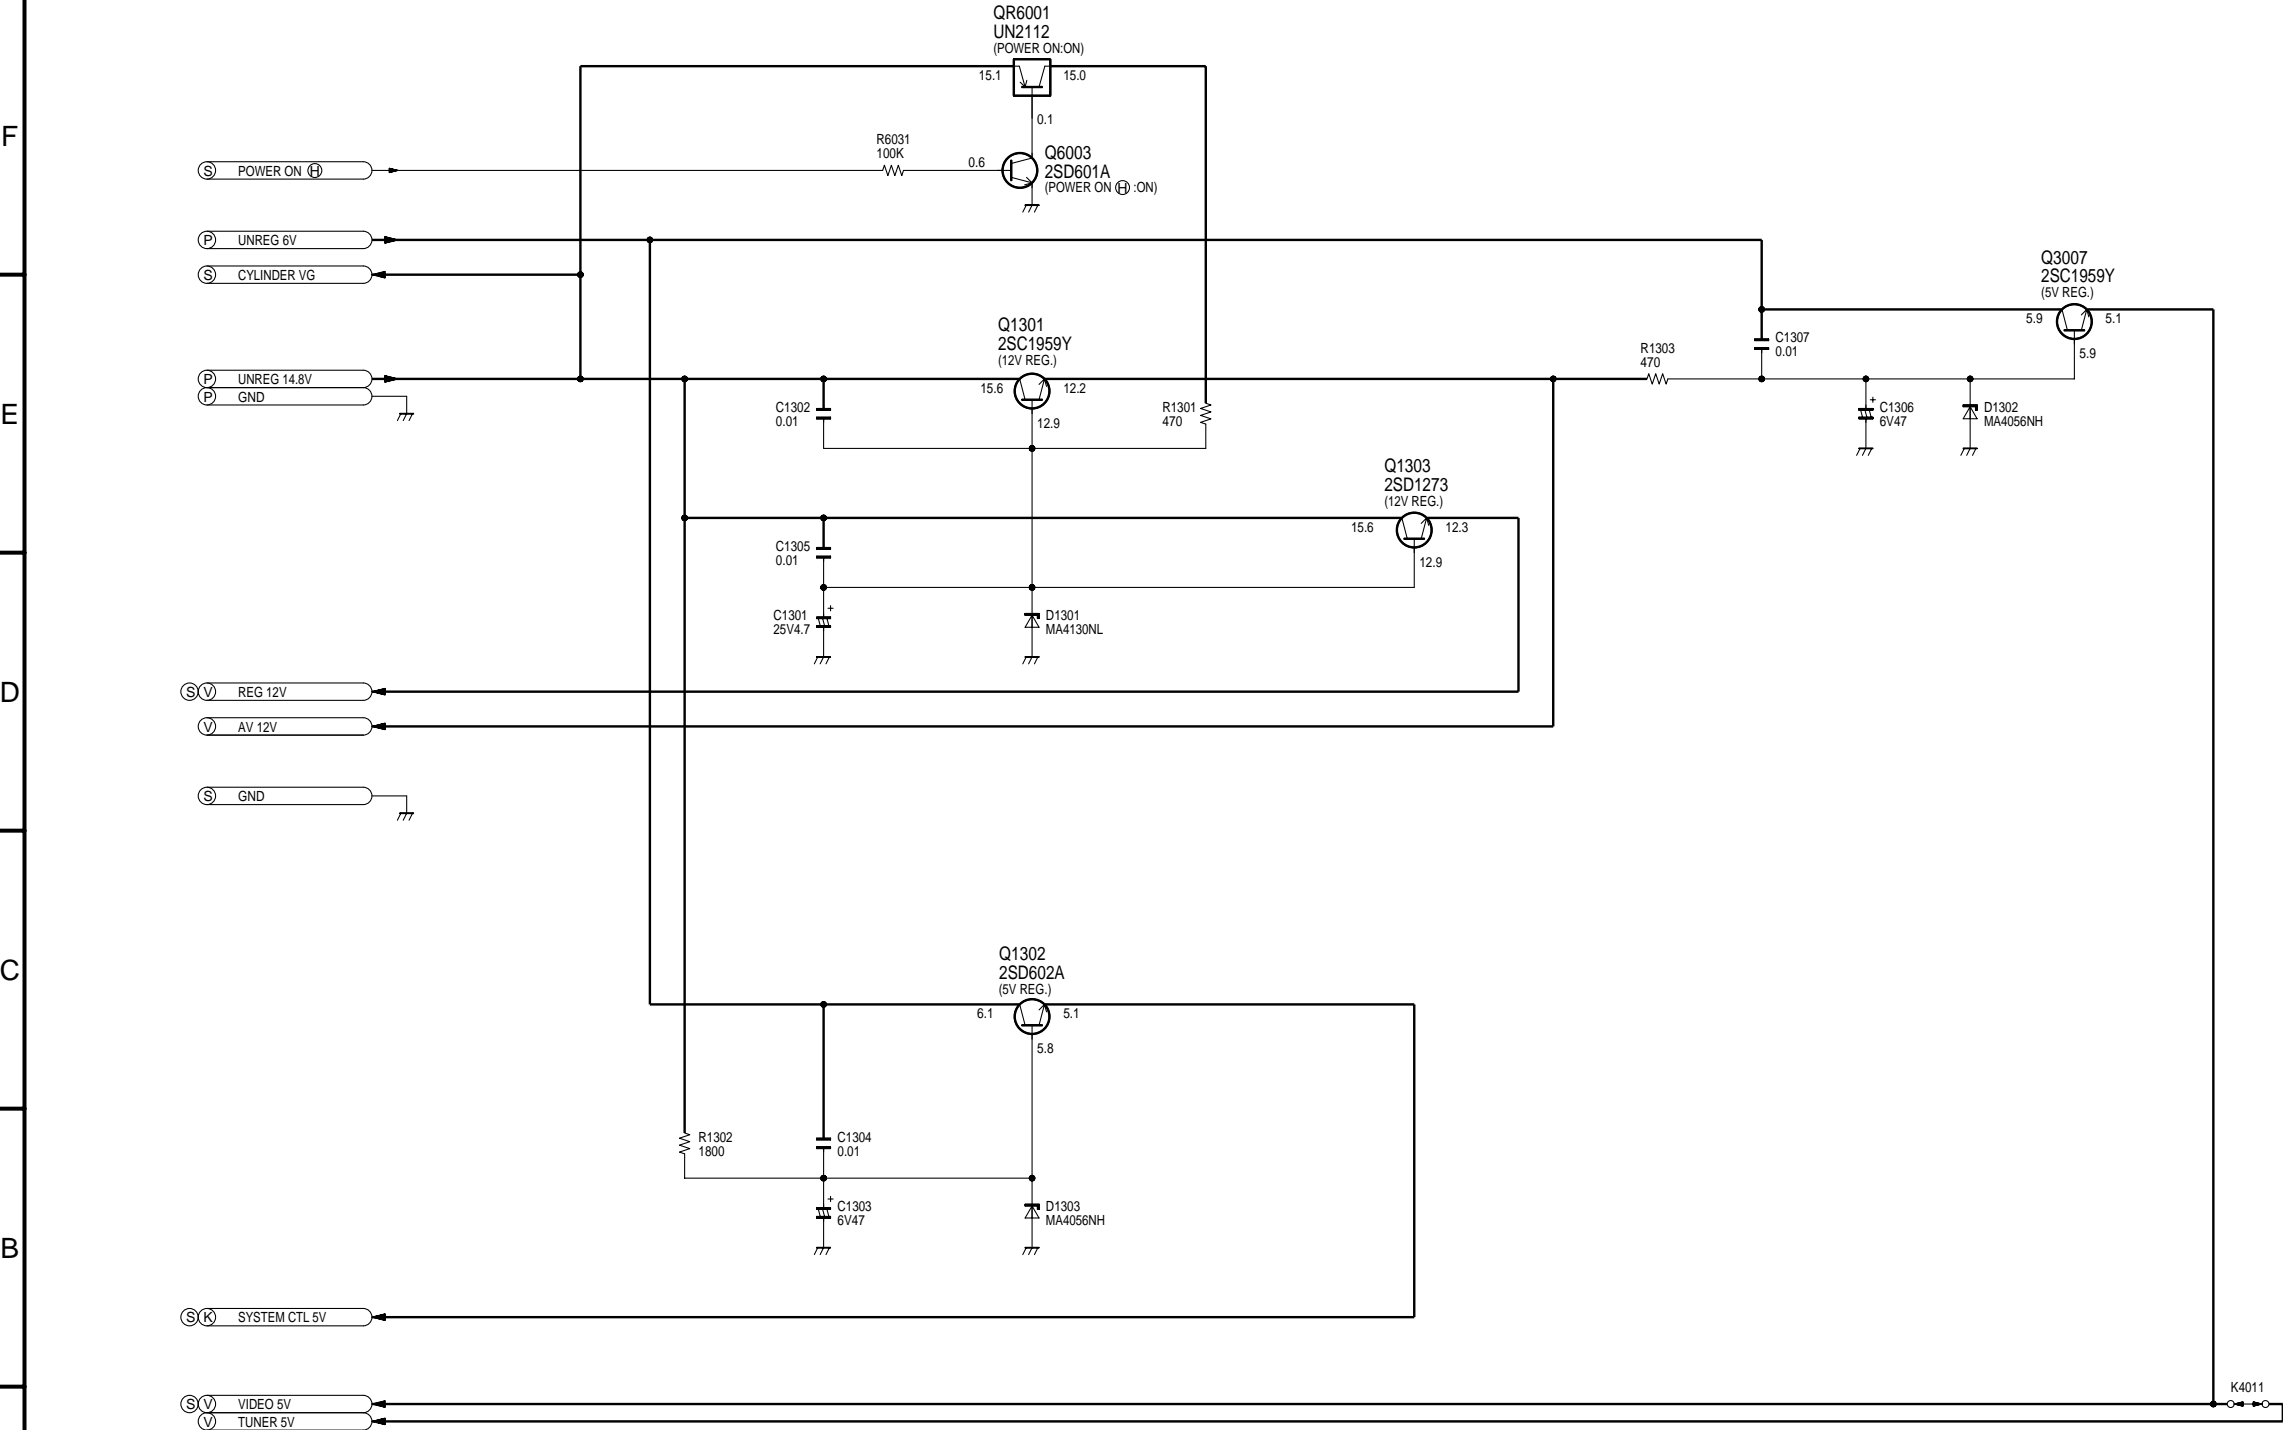 QR6001
UN2112
(POWER ON:ON)
15.1
15.0
0.1
F
R6031
100K
0.6
Q6003
2SD601A
(POWER ON Ⓗ :ON)
Ⓢ POWER ON Ⓗ
Ⓟ UNREG 6V
Ⓢ CYLINDER VG
Q3007
2SC1959Y
(5V REG.)
5.9
5.1
5.9
Q1301
2SC1959Y
(12V REG.)
15.6
12.2
12.9
C1307
0.01
R1303
470
Ⓟ UNREG 14.8V
Ⓟ GND
E
C1302
0.01
R1301
470
+
C1306
6V47
D1302
MA4056NH
Q1303
2SD1273
(12V REG.)
15.6
12.3
12.9
C1305
0.01
C1301
25V4.7
+
D1301
MA4130NL
D
ⓈⓋ REG 12V
Ⓥ AV 12V
Ⓢ GND
C
Q1302
2SD602A
(5V REG.)
6.1
5.1
5.8
R1302
1800
C1304
0.01
+
C1303
6V47
D1303
MA4056NH
B
ⓈⓀ SYSTEM CTL 5V
K4011
ⓈⓋ VIDEO 5V
Ⓥ TUNER 5V